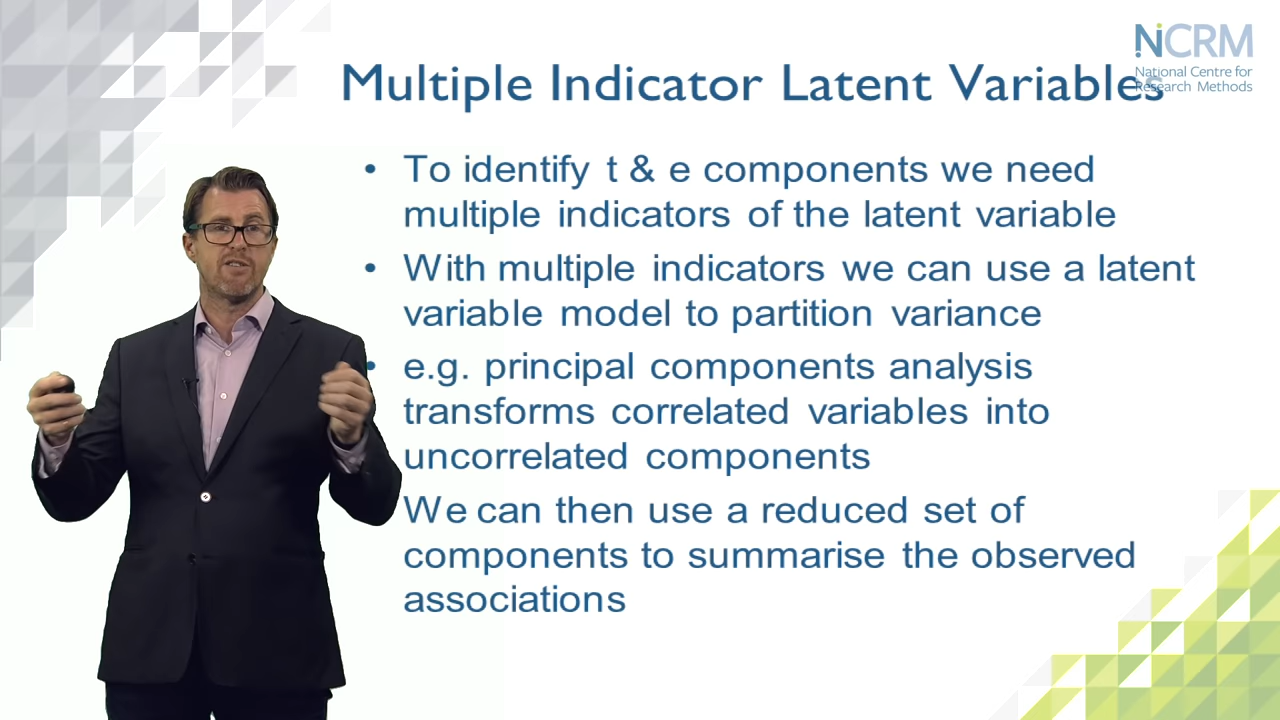 Multiple Indicator Latent Variables
NCRM
National Centre for
Research Methods
• To identify t & e components we need
multiple indicators of the latent variable
• With multiple indicators we can use a latent
variable model to partition variance
• e.g. principal components analysis
transforms correlated variables into
uncorrelated components
We can then use a reduced set of
components to summarise the observed
associations